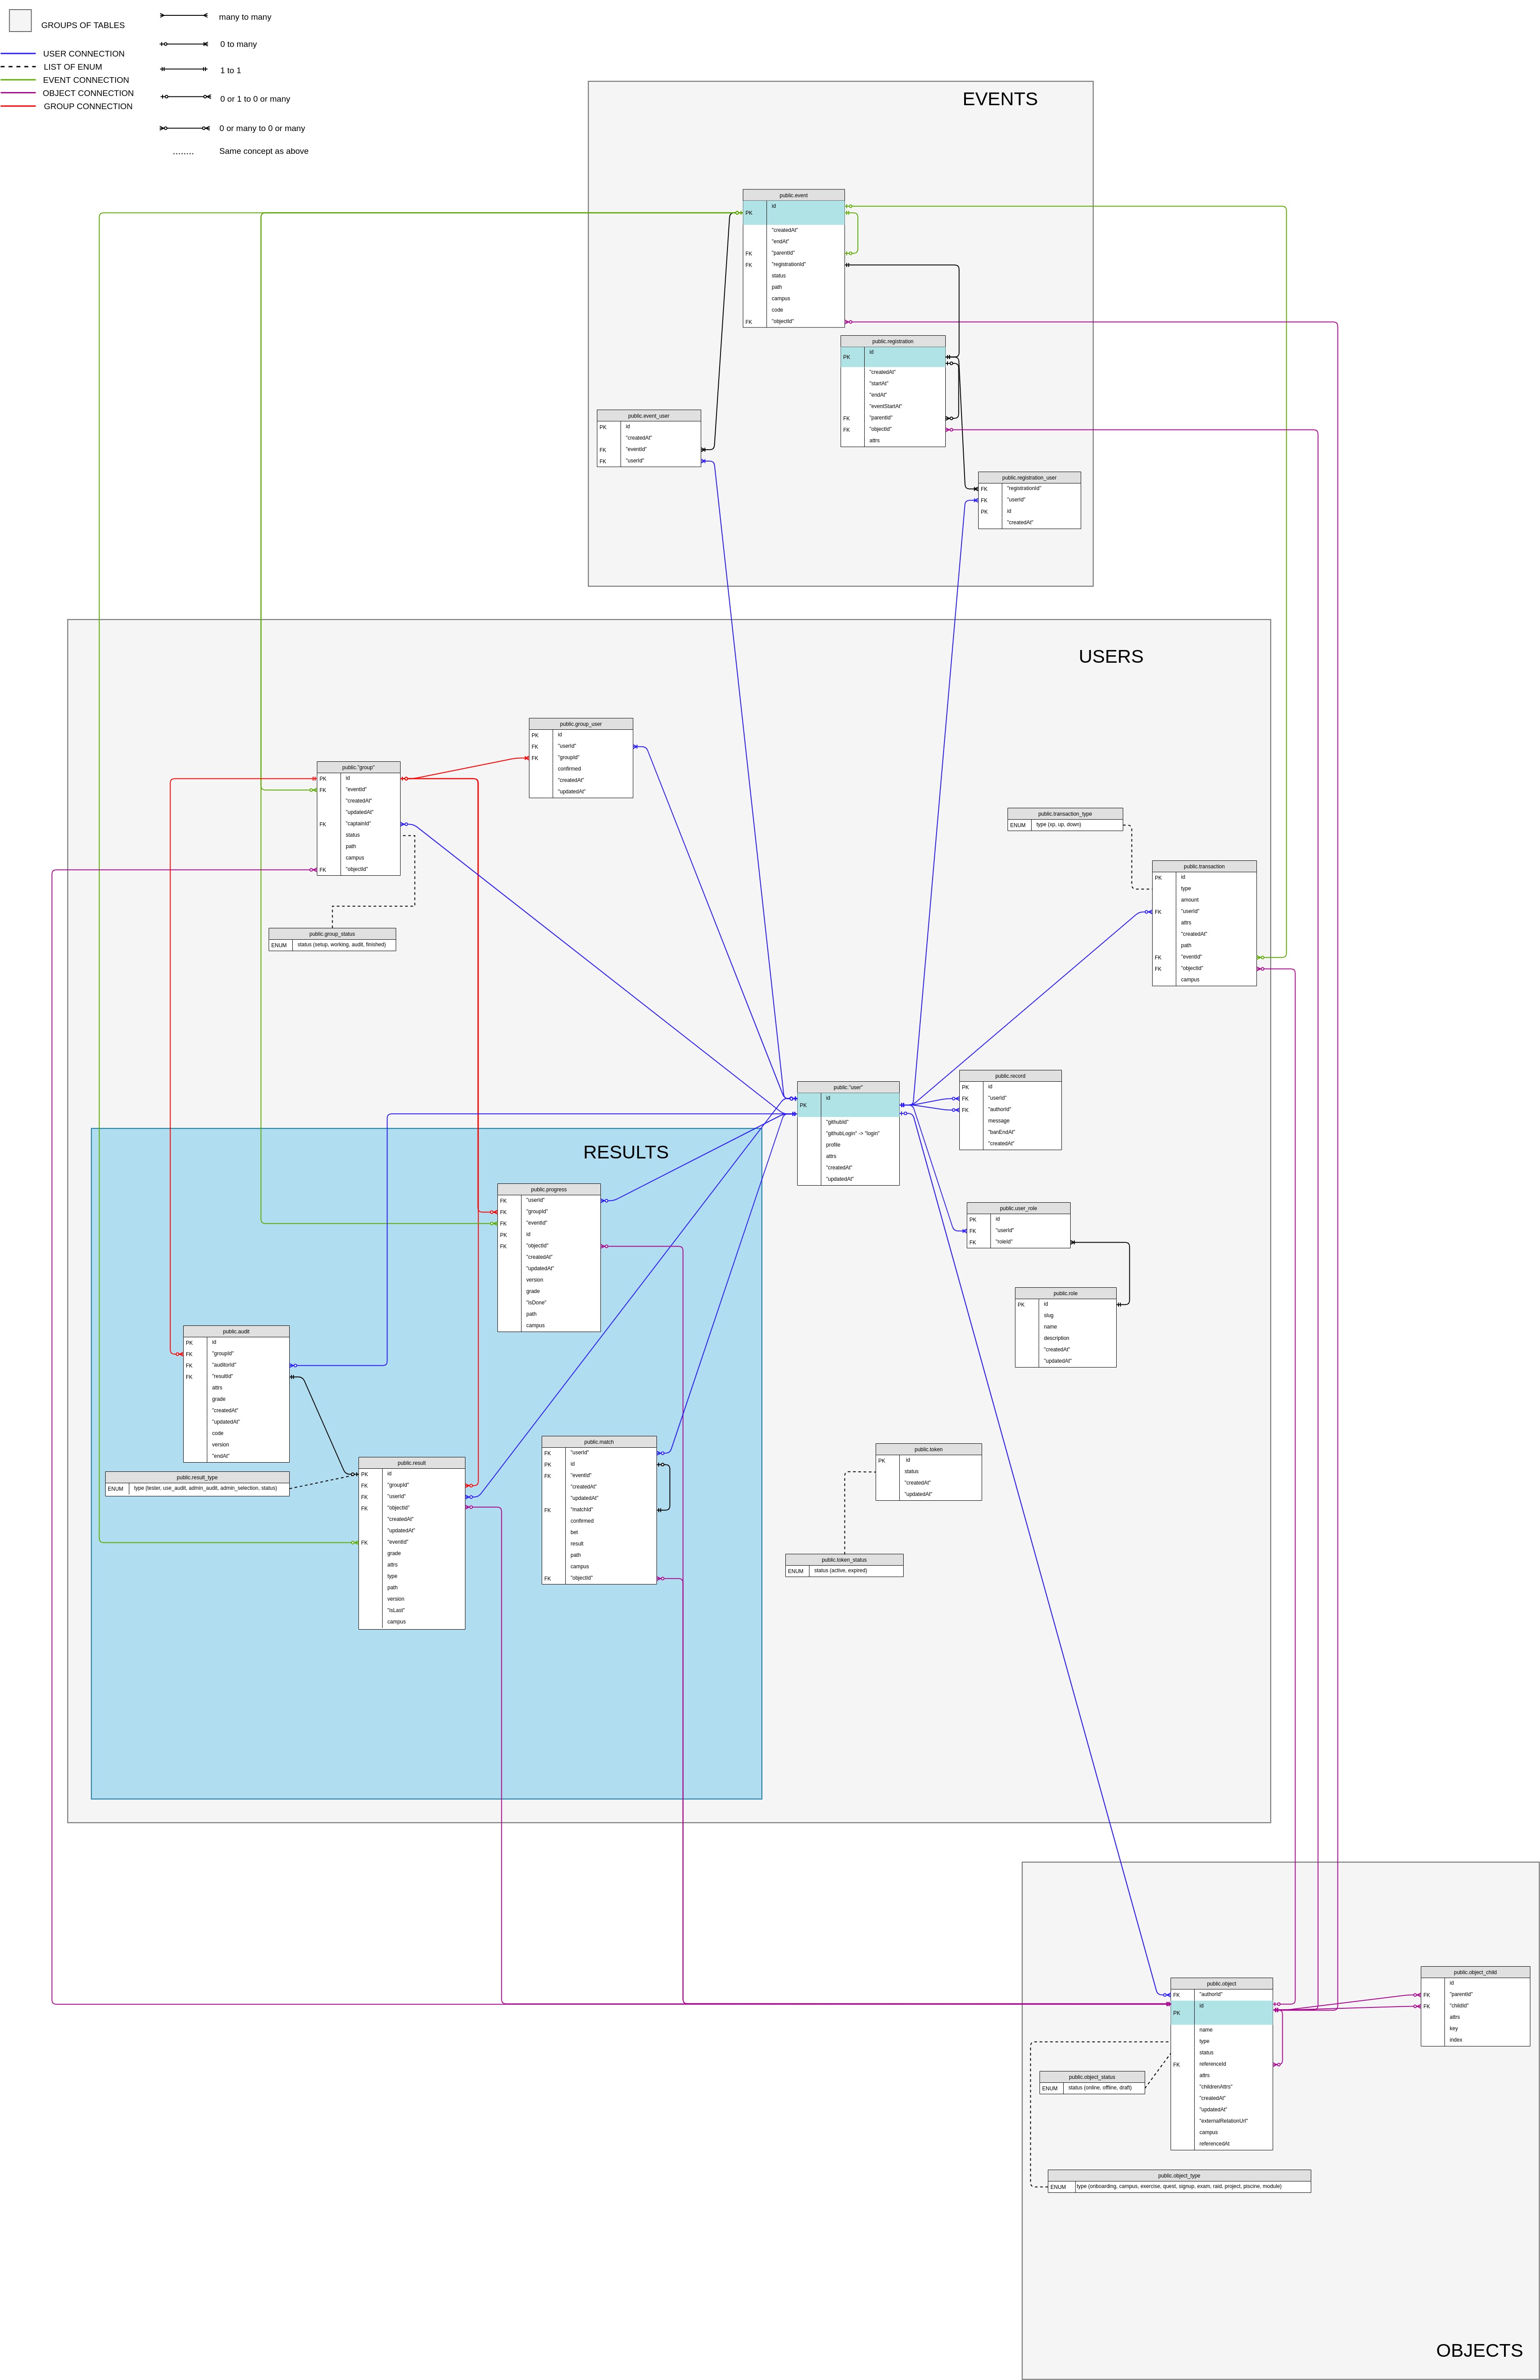 GROUPS OF TABLES
USER CONNECTION
LIST OF ENUM
EVENT CONNECTION
OBJECT CONNECTION
GROUP CONNECTION
many to many
0 to many
1 to 1
0 or 1 to 0 or many
0 or many to 0 or many
........ Same concept as above
EVENTS
public.event
PK id
"createdAt"
"endAt"
FK "parentId"
FK "registrationId"
status
path
campus
code
FK "objectId"
public.registration
PK id
"createdAt"
"startAt"
"endAt"
"eventStartAt"
FK "parentId"
FK "objectId"
attrs
public.event_user
PK id
"createdAt"
FK "eventId"
FK "userId"
public.registration_user
FK "registrationId"
FK "userId"
PK id
"createdAt"
USERS
public.group_user
PK id
FK "userId"
FK "groupId"
confirmed
"createdAt"
"updatedAt"
public."group"
PK id
FK "eventId"
"createdAt"
"updatedAt"
FK "captainId"
status
path
campus
FK "objectId"
public.group_status
ENUM status (setup, working, audit, finished)
public.transaction_type
ENUM type (xp, up, down)
public.transaction
PK id
type
amount
FK "userId"
attrs
"createdAt"
path
FK "eventId"
FK "objectId"
campus
public."user"
PK id
"githubId"
"githubLogin" -> "login"
profile
attrs
"createdAt"
"updatedAt"
public.record
PK id
FK "userId"
FK "authorId"
message
"banEndAt"
"createdAt"
public.user_role
PK id
FK "userId"
FK "roleId"
public.role
PK id
slug
name
description
"createdAt"
"updatedAt"
public.token
PK id
status
"createdAt"
"updatedAt"
public.token_status
ENUM status (active, expired)
RESULTS
public.progress
FK "userId"
FK "groupId"
FK "eventId"
PK id
FK "objectId"
"createdAt"
"updatedAt"
version
grade
"isDone"
path
campus
public.audit
PK id
FK "groupId"
FK "auditorId"
FK "resultId"
attrs
grade
"createdAt"
"updatedAt"
code
version
"endAt"
public.result_type
ENUM type (tester, use_audit, admin_audit, admin_selection, status)
public.result
PK id
FK "groupId"
FK "userId"
FK "objectId"
"createdAt"
"updatedAt"
FK "eventId"
grade
attrs
type
path
version
"isLast"
campus
public.match
FK "userId"
PK id
FK "eventId"
"createdAt"
"updatedAt"
FK "matchId"
confirmed
bet
result
path
campus
FK "objectId"
public.object
FK "authorId"
PK id
name
type
status
FK referenceId
attrs
"childrenAttrs"
"createdAt"
"updatedAt"
"externalRelationUrl"
campus
referencedAt
public.object_child
id
FK "parentId"
FK "childId"
attrs
key
index
public.object_status
ENUM status (online, offline, draft)
public.object_type
ENUM type (onboarding, campus, exercise, quest, signup, exam, raid, project, piscine, module)
OBJECTS